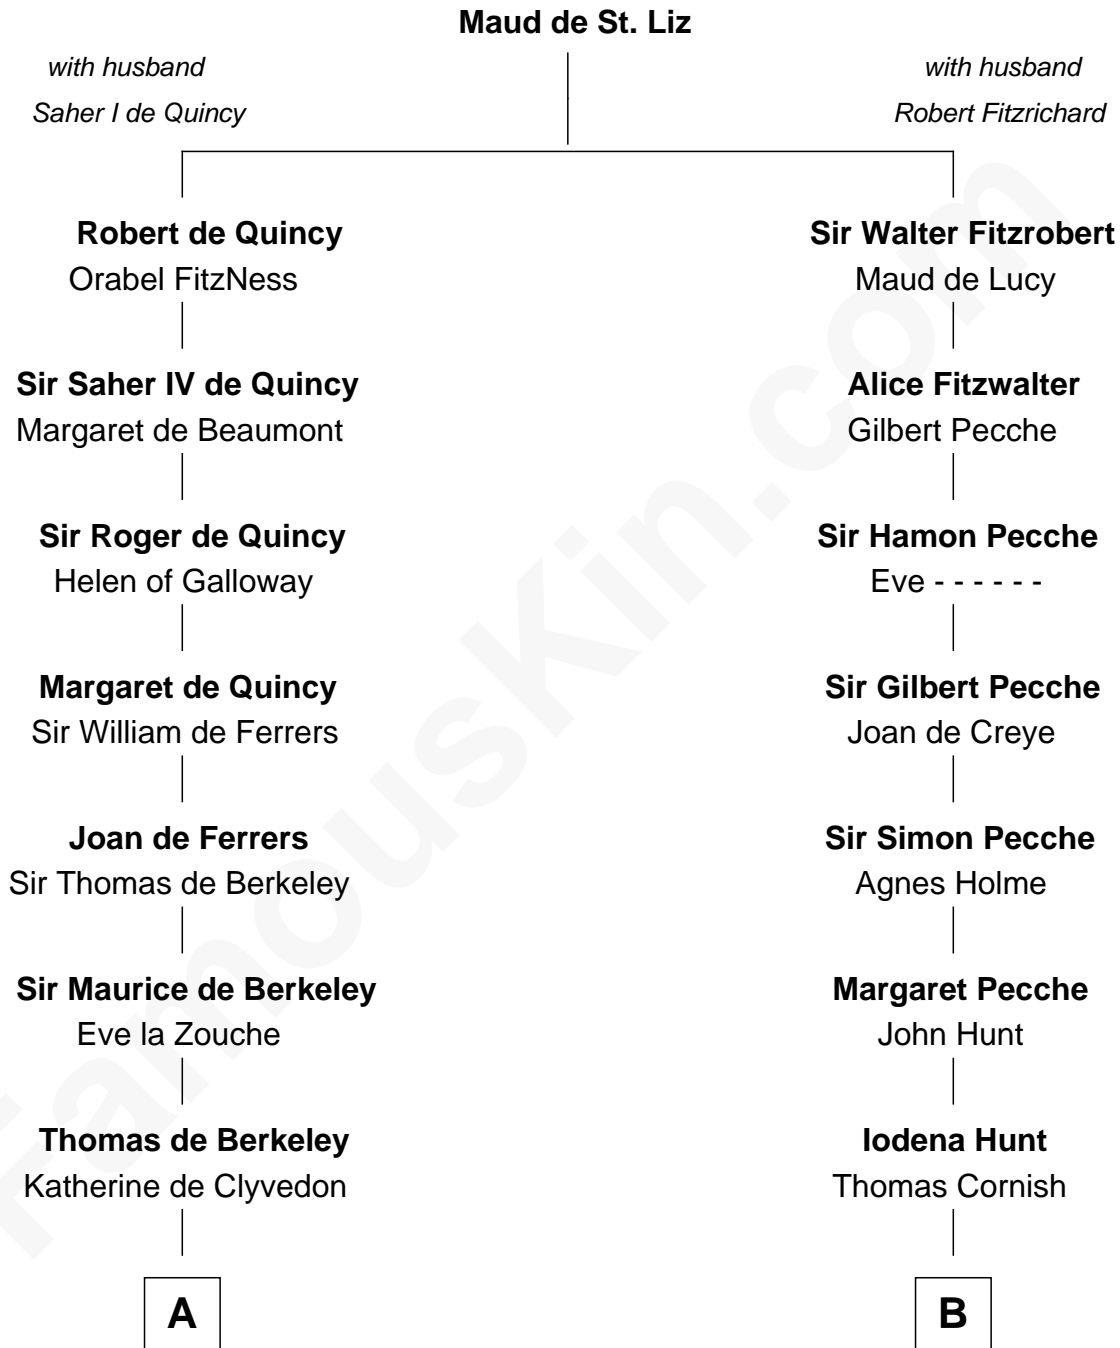 Maud de St. Liz
with husband
Saher I de Quincy
with husband
Robert Fitzrichard
Robert de Quincy
Orabel FitzNess
Sir Walter Fitzrobert
Maud de Lucy
Sir Saher IV de Quincy
Margaret de Beaumont
Alice Fitzwalter
Gilbert Pecche
Sir Roger de Quincy
Helen of Galloway
Sir Hamon Pecche
Eve - - - - - -
Margaret de Quincy
Sir William de Ferrers
Sir Gilbert Pecche
Joan de Creye
Joan de Ferrers
Sir Thomas de Berkeley
Sir Simon Pecche
Agnes Holme
Sir Maurice de Berkeley
Eve la Zouche
Margaret Pecche
John Hunt
Thomas de Berkeley
Katherine de Clyvedon
Iodena Hunt
Thomas Cornish
A
B
FamousKin.com